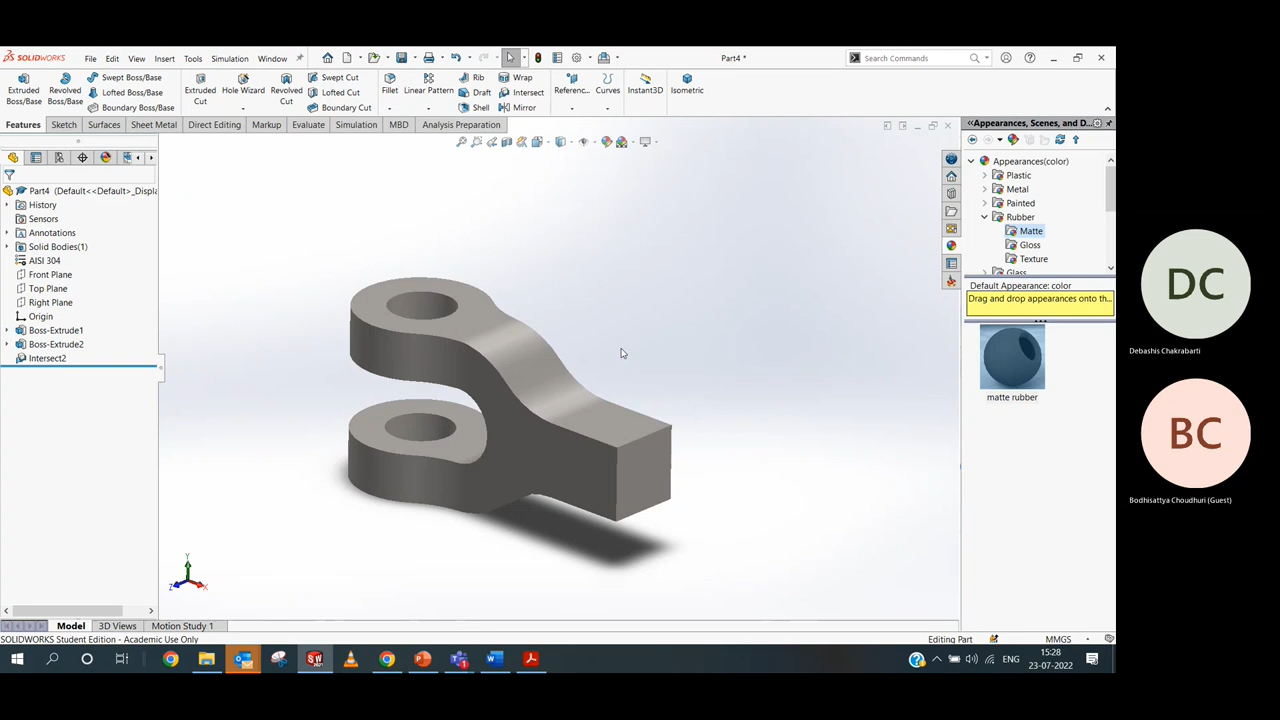 SOLIDWORKS File Edit View Insert Tools Simulation Window Part4 * Search Commands
Extruded Boss/Base Revolved Boss/Base Swept Boss/Base Lofted Boss/Base Boundary Boss/Base Extruded Cut Hole Wizard Revolved Cut Swept Cut Lofted Cut Boundary Cut Fillet Linear Pattern Rib Draft Shell Wrap Intersect Mirror Referenc... Curves Instant3D Isometric
Features Sketch Surfaces Sheet Metal Direct Editing Markup Evaluate Simulation MBD Analysis Preparation
Part4 (Default<<Default>_Displa
History
Sensors
Annotations
Solid Bodies(1)
AISI 304
Front Plane
Top Plane
Right Plane
Origin
Boss-Extrude1
Boss-Extrude2
Intersect2
Y
Z
X
«Appearances, Scenes, and D...
Appearances(color)
Plastic
Metal
Painted
Rubber
Matte
Gloss
Texture
Glass
Default Appearance: color
Drag and drop appearances onto th...
matte rubber
DC
Debashis Chakrabarti
BC
Bodhisattya Choudhuri (Guest)
Model 3D Views Motion Study 1
SOLIDWORKS Student Edition - Academic Use Only Editing Part MMGS
SW
2021
ENG
15:28
23-07-2022